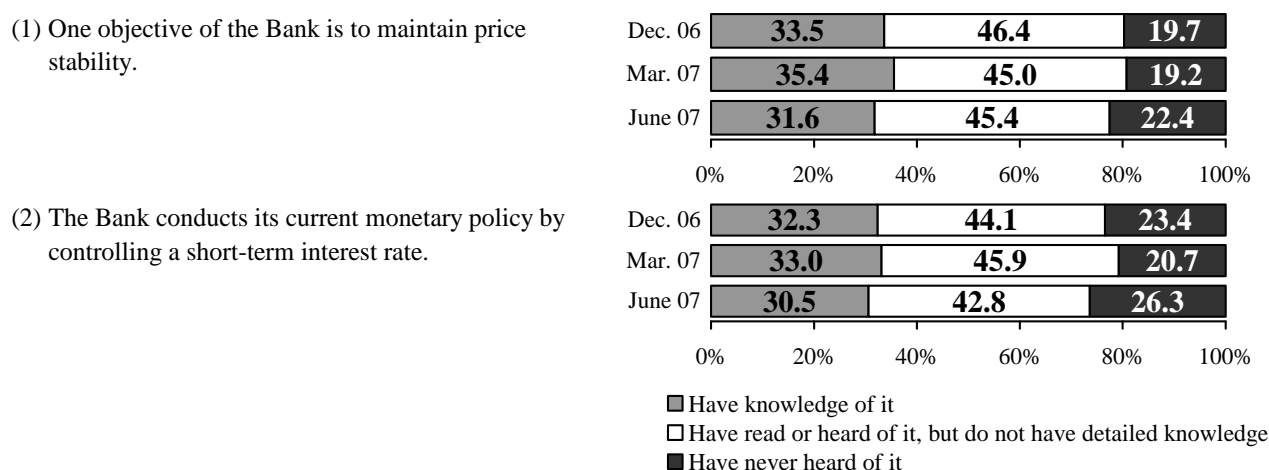 (1) One objective of the Bank is to maintain price
stability.
Dec. 06 33.5 46.4 19.7
Mar. 07 35.4 45.0 19.2
June 07 31.6 45.4 22.4
0% 20% 40% 60% 80% 100%
(2) The Bank conducts its current monetary policy by
controlling a short-term interest rate.
Dec. 06 32.3 44.1 23.4
Mar. 07 33.0 45.9 20.7
June 07 30.5 42.8 26.3
0% 20% 40% 60% 80% 100%
Have knowledge of it
Have read or heard of it, but do not have detailed knowledge
Have never heard of it